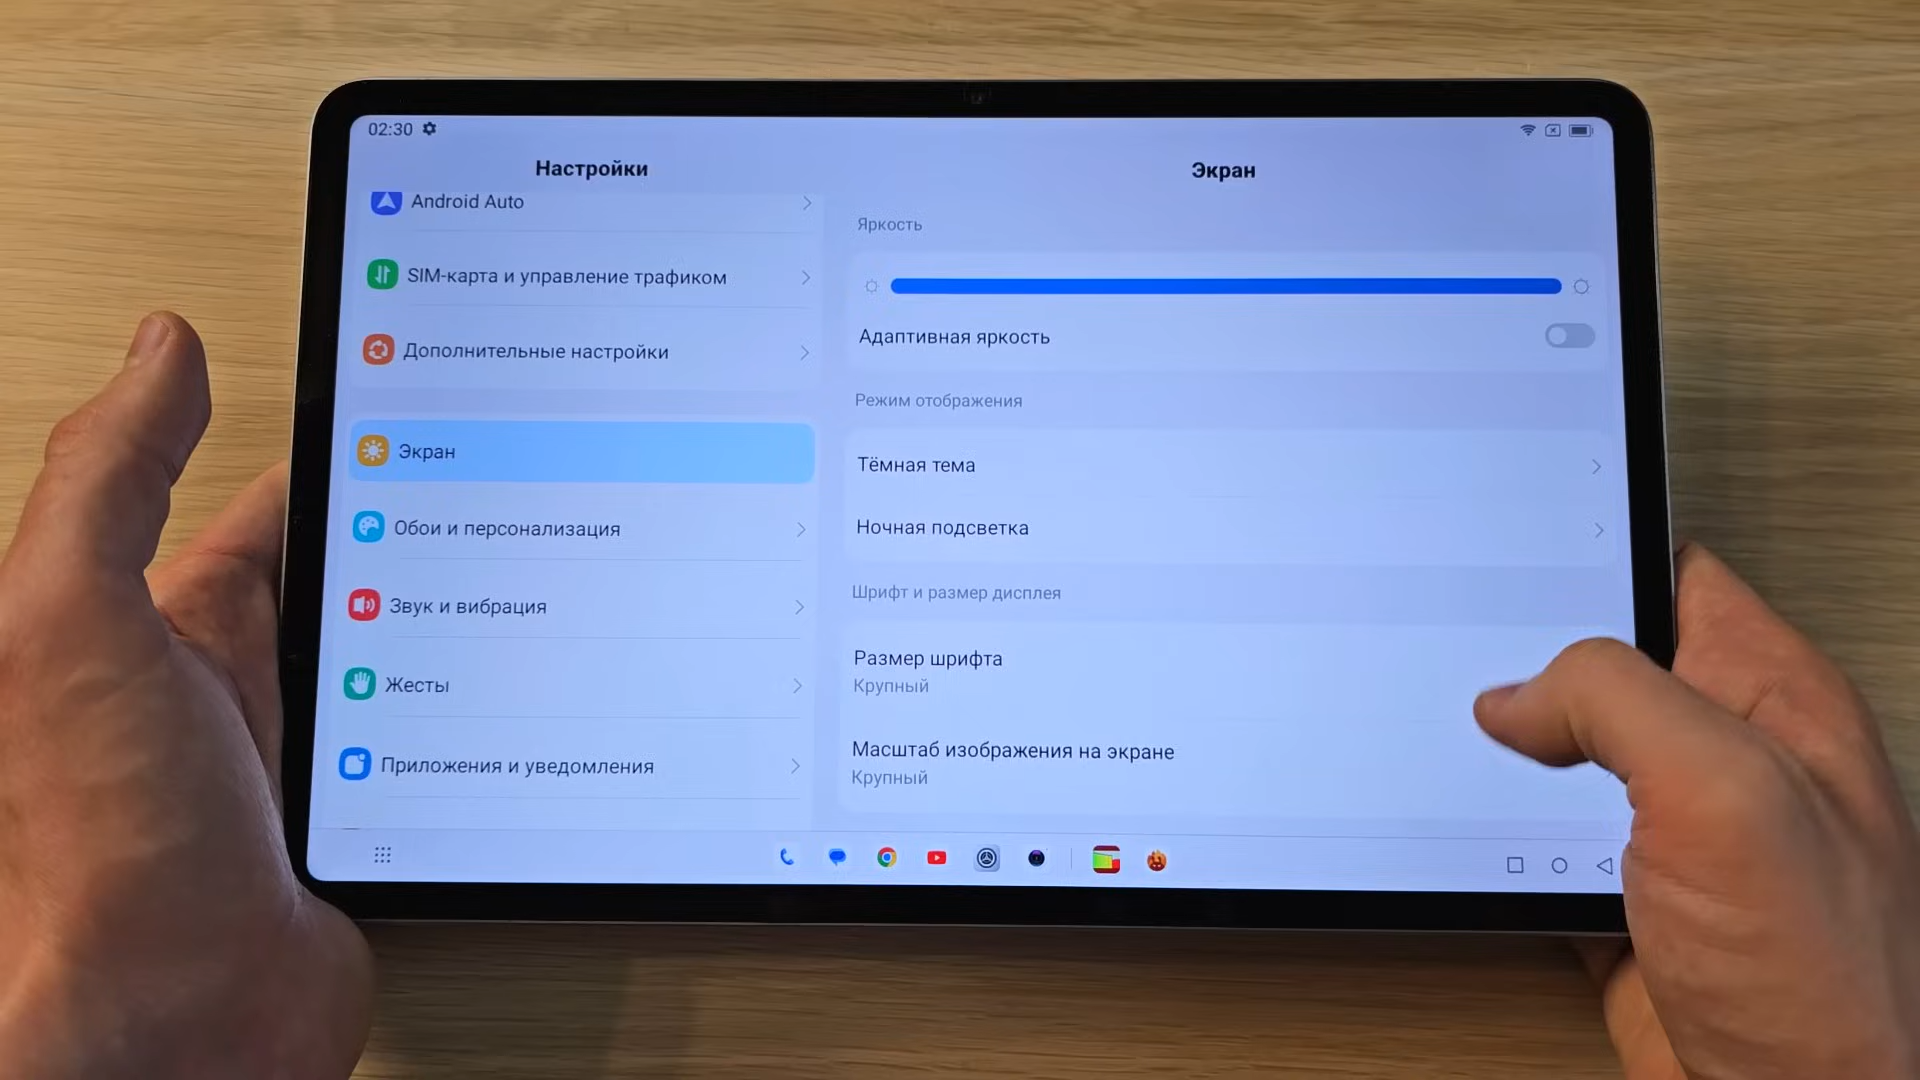 02:30
Настройки
Android Auto
SIM-карта и управление трафиком
Дополнительные настройки
Экран
Обои и персонализация
Звук и вибрация
Жесты
Приложения и уведомления
Экран
Яркость
Адаптивная яркость
Режим отображения
Тёмная тема
Ночная подсветка
Шрифт и размер дисплея
Размер шрифта
Крупный
Масштаб изображения на экране
Крупный